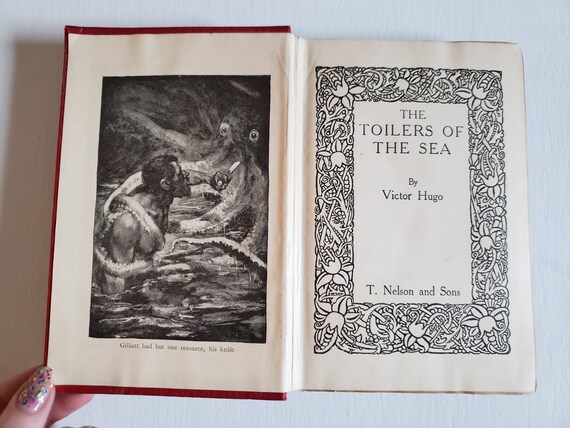 Gilliatt had but one resource, his knife
THE
TOILERS OF
THE SEA
By
Victor Hugo
T. Nelson and Sons